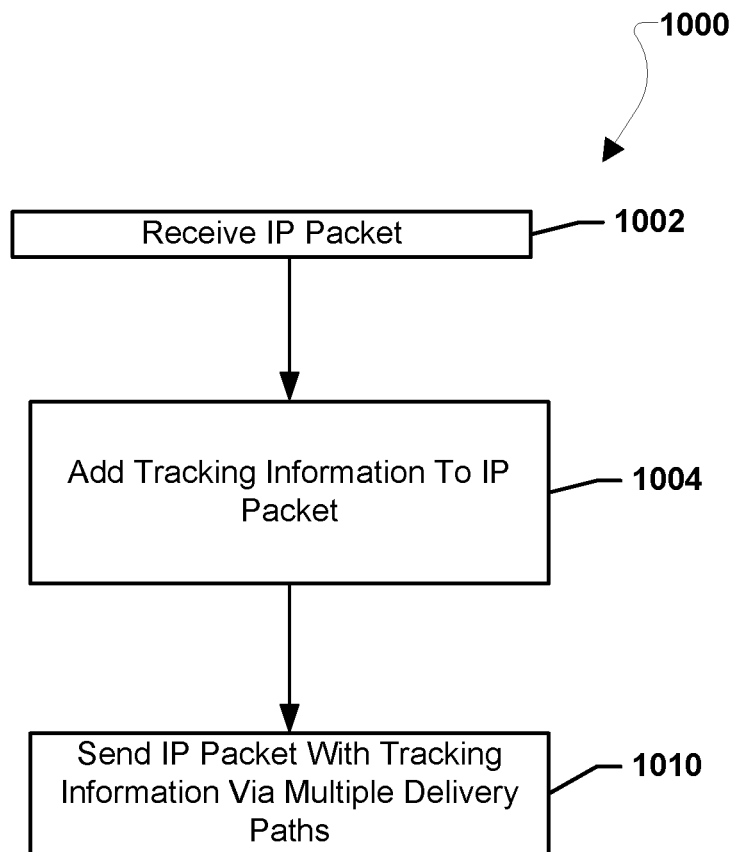 1000
Receive IP Packet
1002
Add Tracking Information To IP
Packet
1004
Send IP Packet With Tracking
Information Via Multiple Delivery
Paths
1010